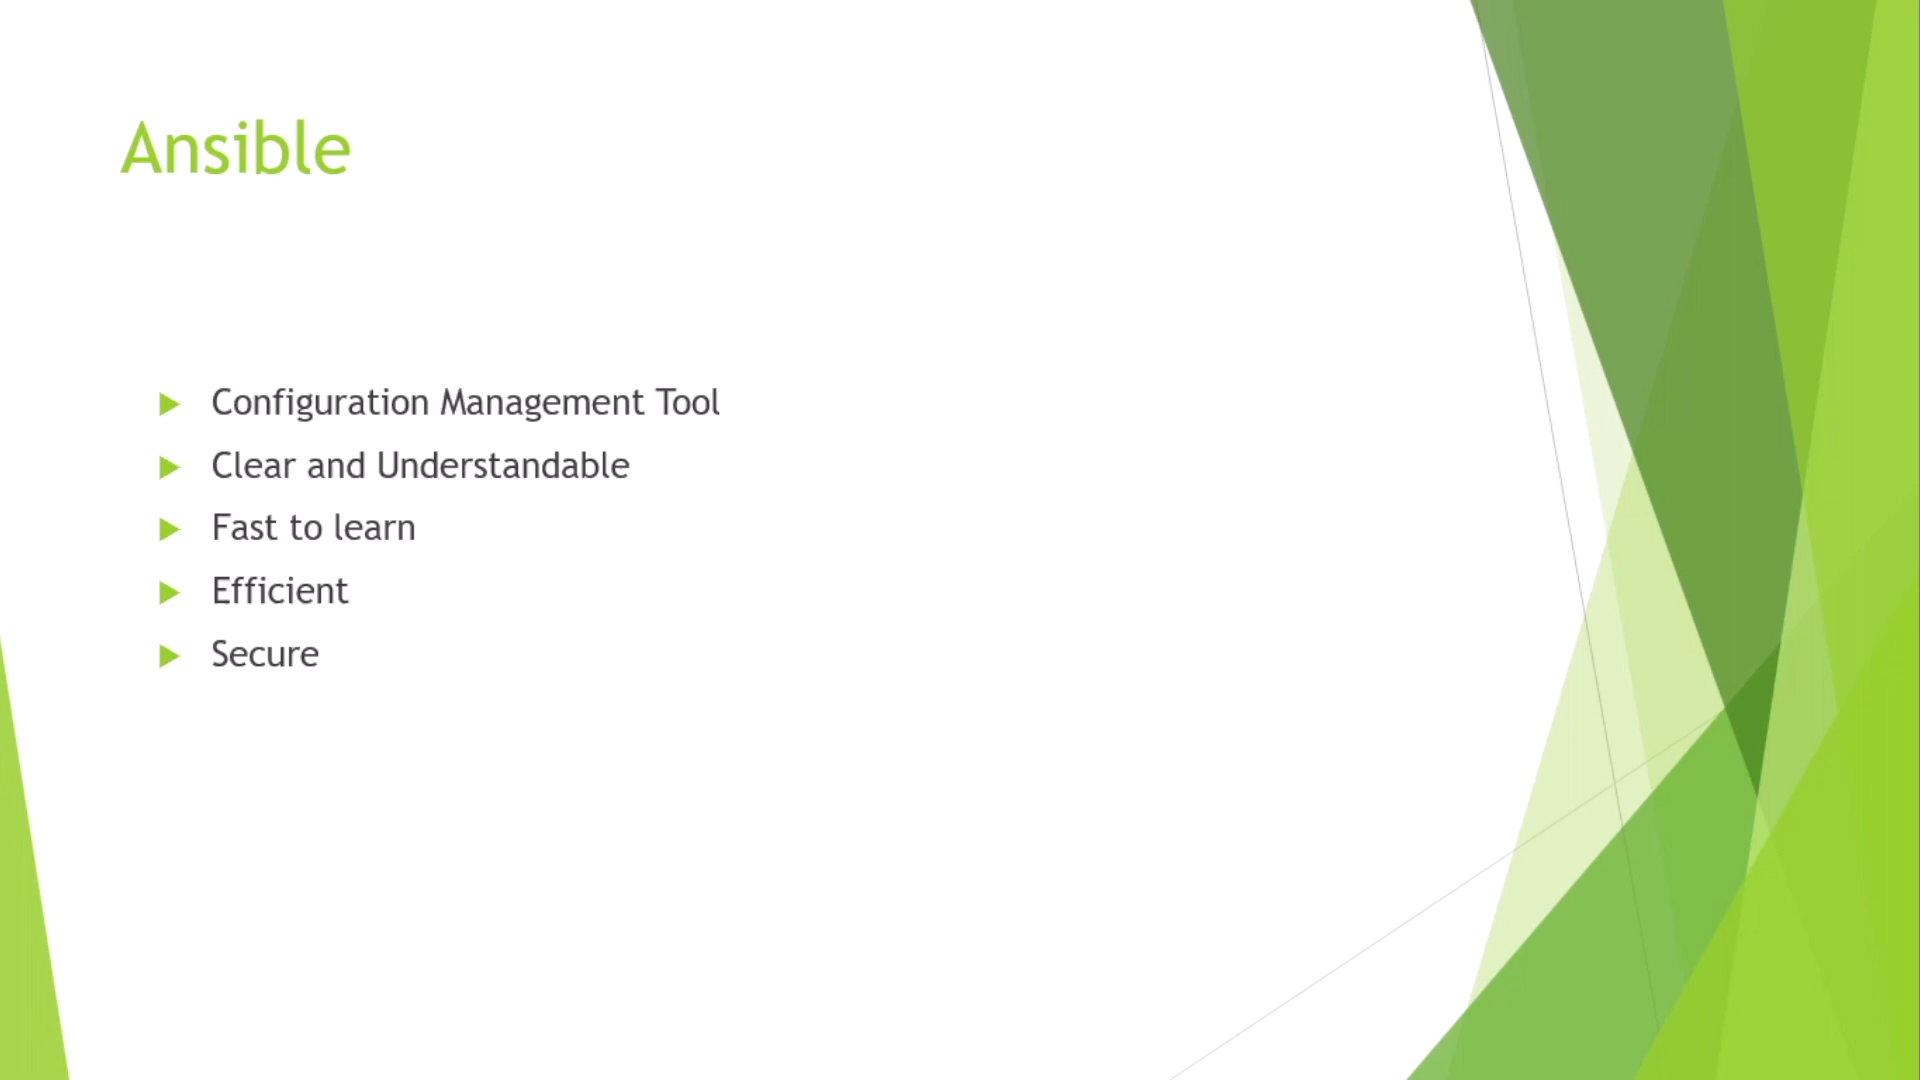 Ansible
Configuration Management Tool
Clear and Understandable
Fast to learn
Efficient
Secure